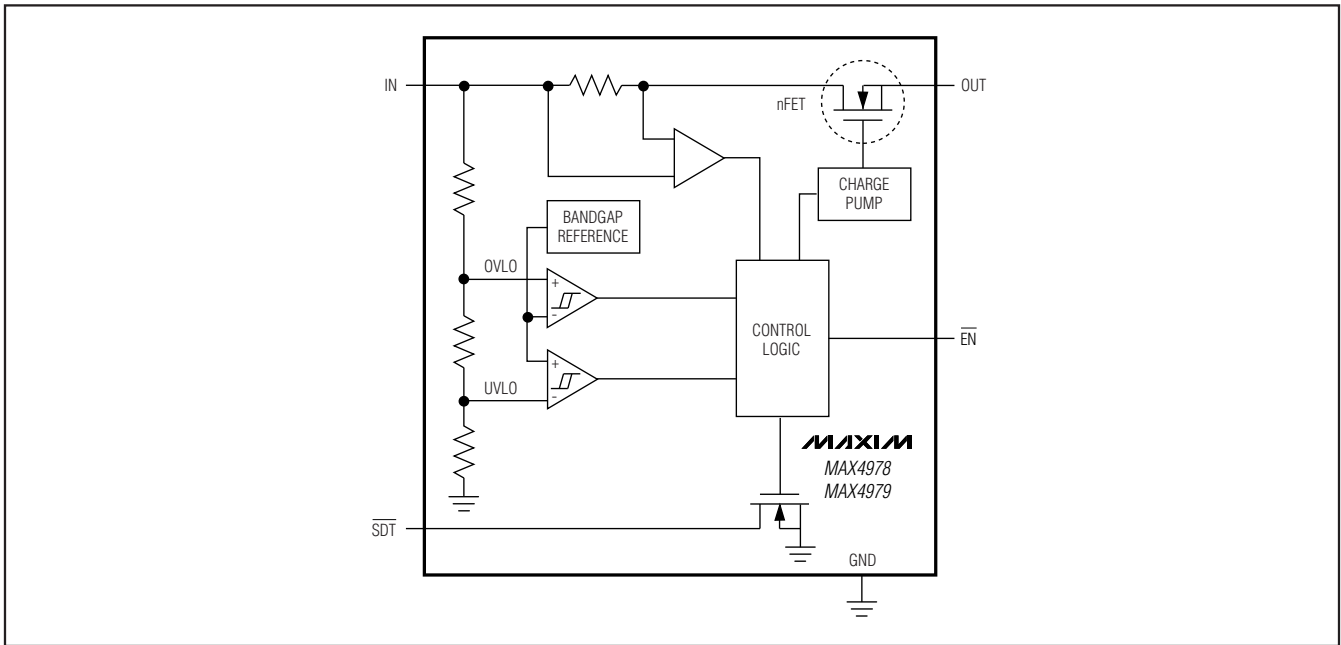 IN
OUT
nFET
CHARGE
PUMP
BANDGAP
REFERENCE
OVLO
+
-
CONTROL
LOGIC
EN
+
UVLO
-
MAXIM
MAX4978
MAX4979
SDT
GND